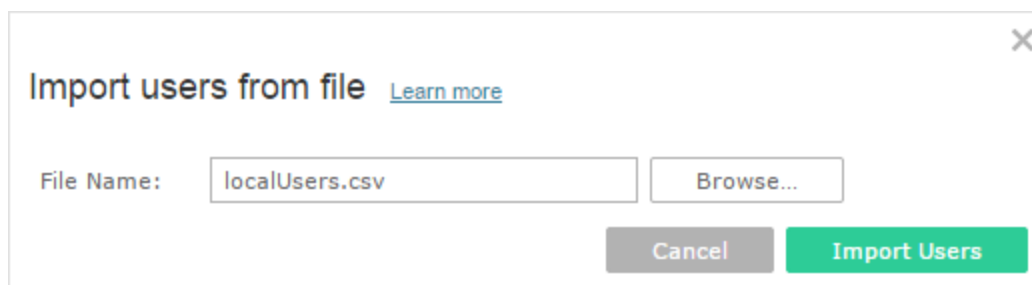 Import users from file Learn more
File Name: localUsers.csv Browse...
Cancel Import Users